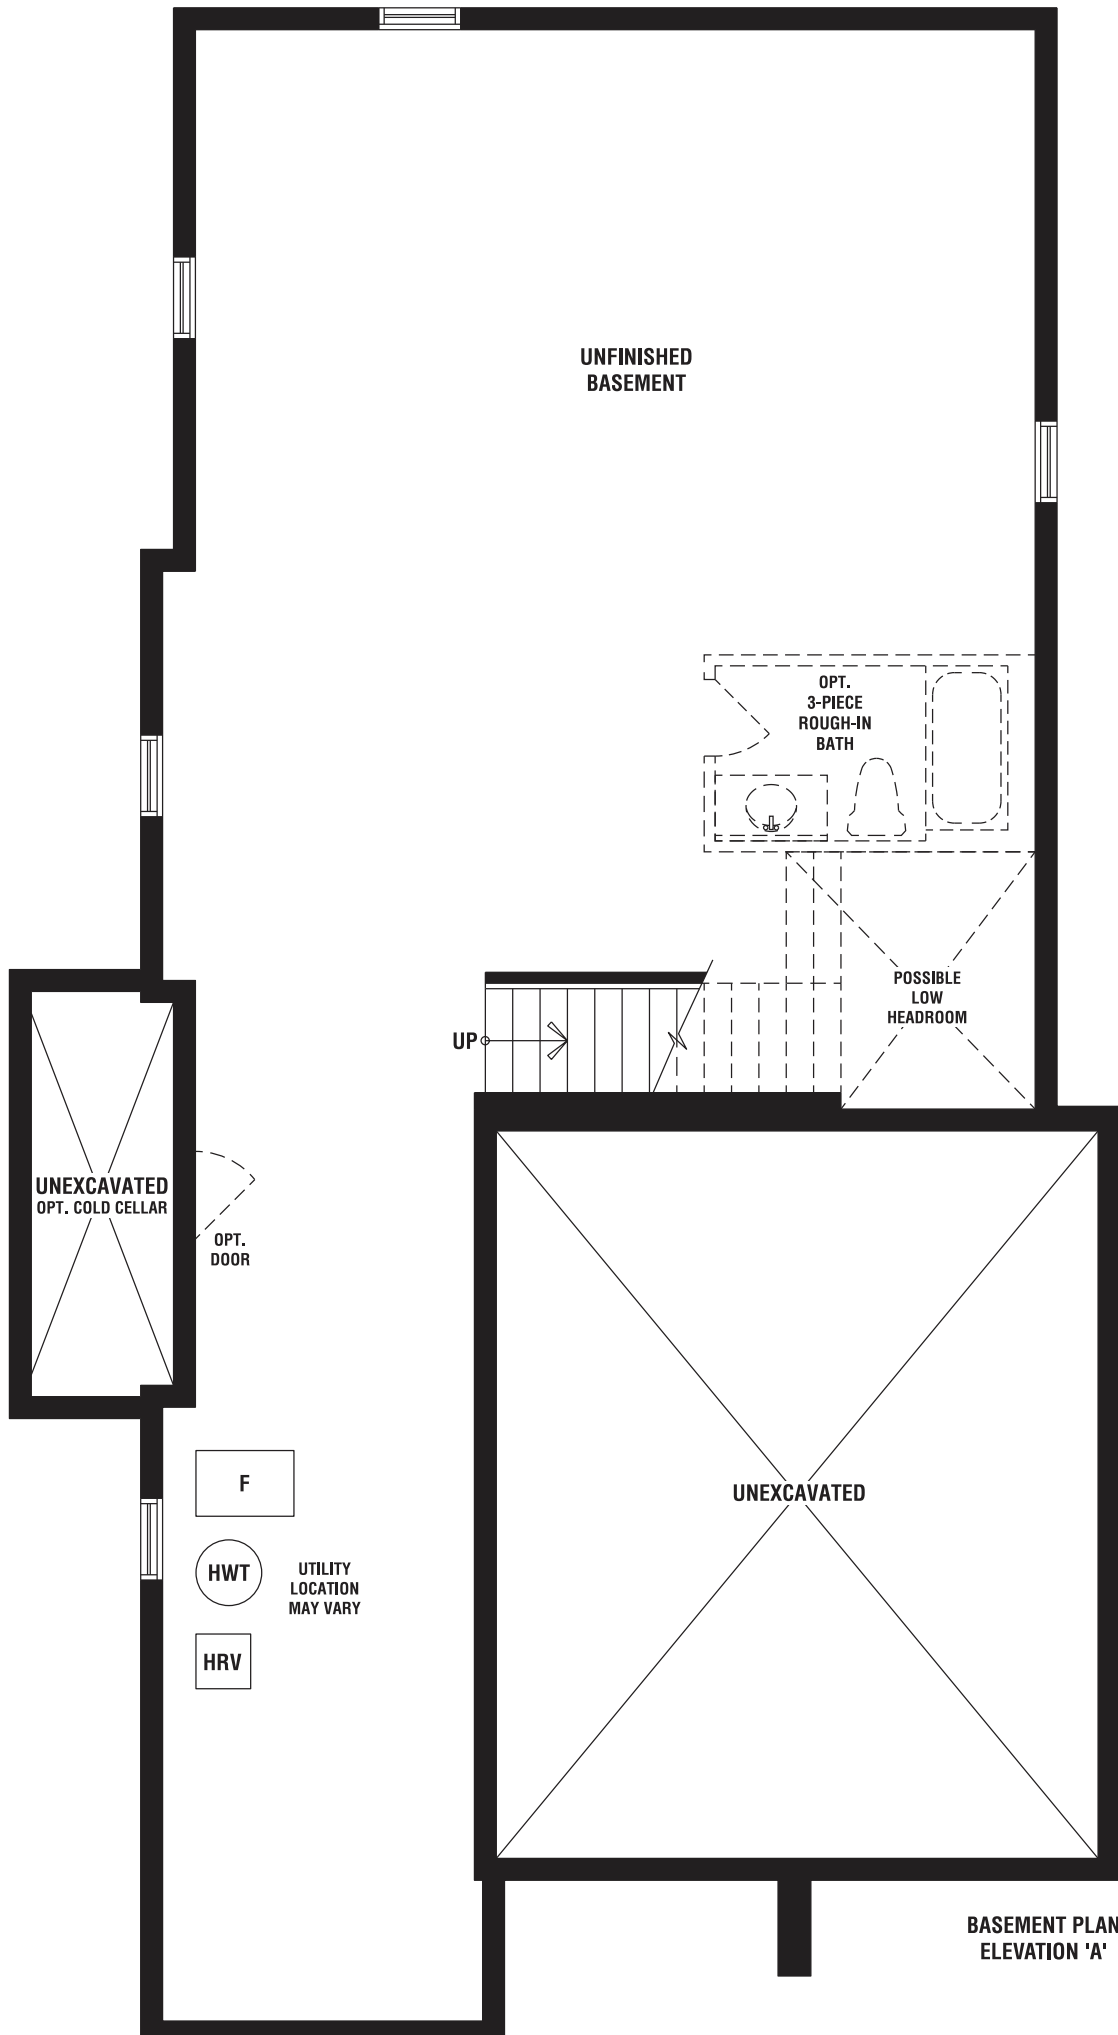 UNFINISHED
BASEMENT
OPT.
3-PIECE
ROUGH-IN
BATH
POSSIBLE
LOW
HEADROOM
UP
UNEXCAVATED
OPT. COLD CELLAR
OPT.
DOOR
F
HWT
UTILITY
LOCATION
MAY VARY
HRV
UNEXCAVATED
BASEMENT PLAN
ELEVATION 'A'